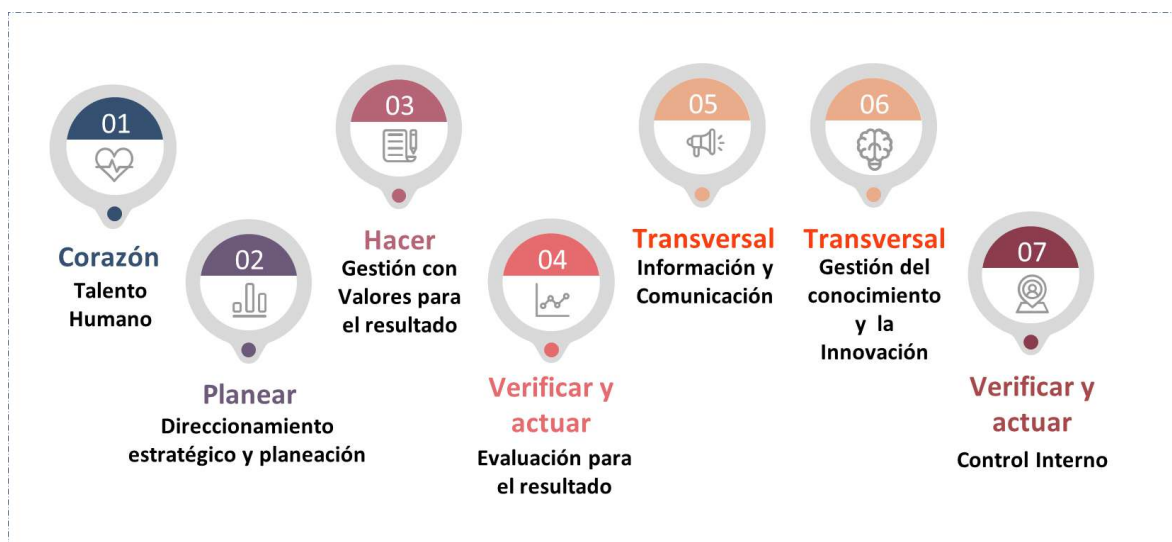 01
Corazón
Talento
Humano
02
Planear
Direccionamiento
estratégico y planeación
03
Hacer
Gestión con
Valores para
el resultado
04
Verificar y
actuar
Evaluación para
el resultado
05
Transversal
Información y
Comunicación
06
Transversal
Gestión del
conocimiento
y la
Innovación
07
Verificar y
actuar
Control Interno